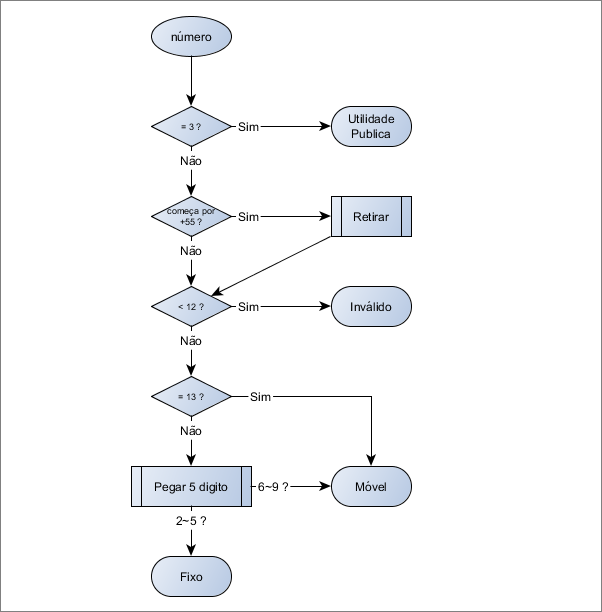 número
= 3 ?
Sim
Utilidade
Publica
Não
começa por
+55 ?
Sim
Retirar
Não
< 12 ?
Sim
Inválido
Não
= 13 ?
Sim
Não
Pegar 5 digito
6~9 ?
Móvel
2~5 ?
Fixo